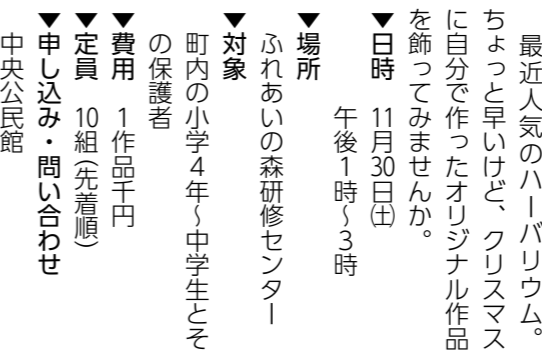 最近人気のハーバリウム。
ちょっと早いけど、クリスマス
に自分で作ったオリジナル作品
を飾ってみませんか。
▼日時　11月30日㈯
午後１時～３時
▼場所
ふれあいの森研修センター
▼対象
町内の小学４年～中学生とそ
の保護者
▼費用　１作品千円
▼定員　10組（先着順）
▼申し込み・問い合わせ
中央公民館